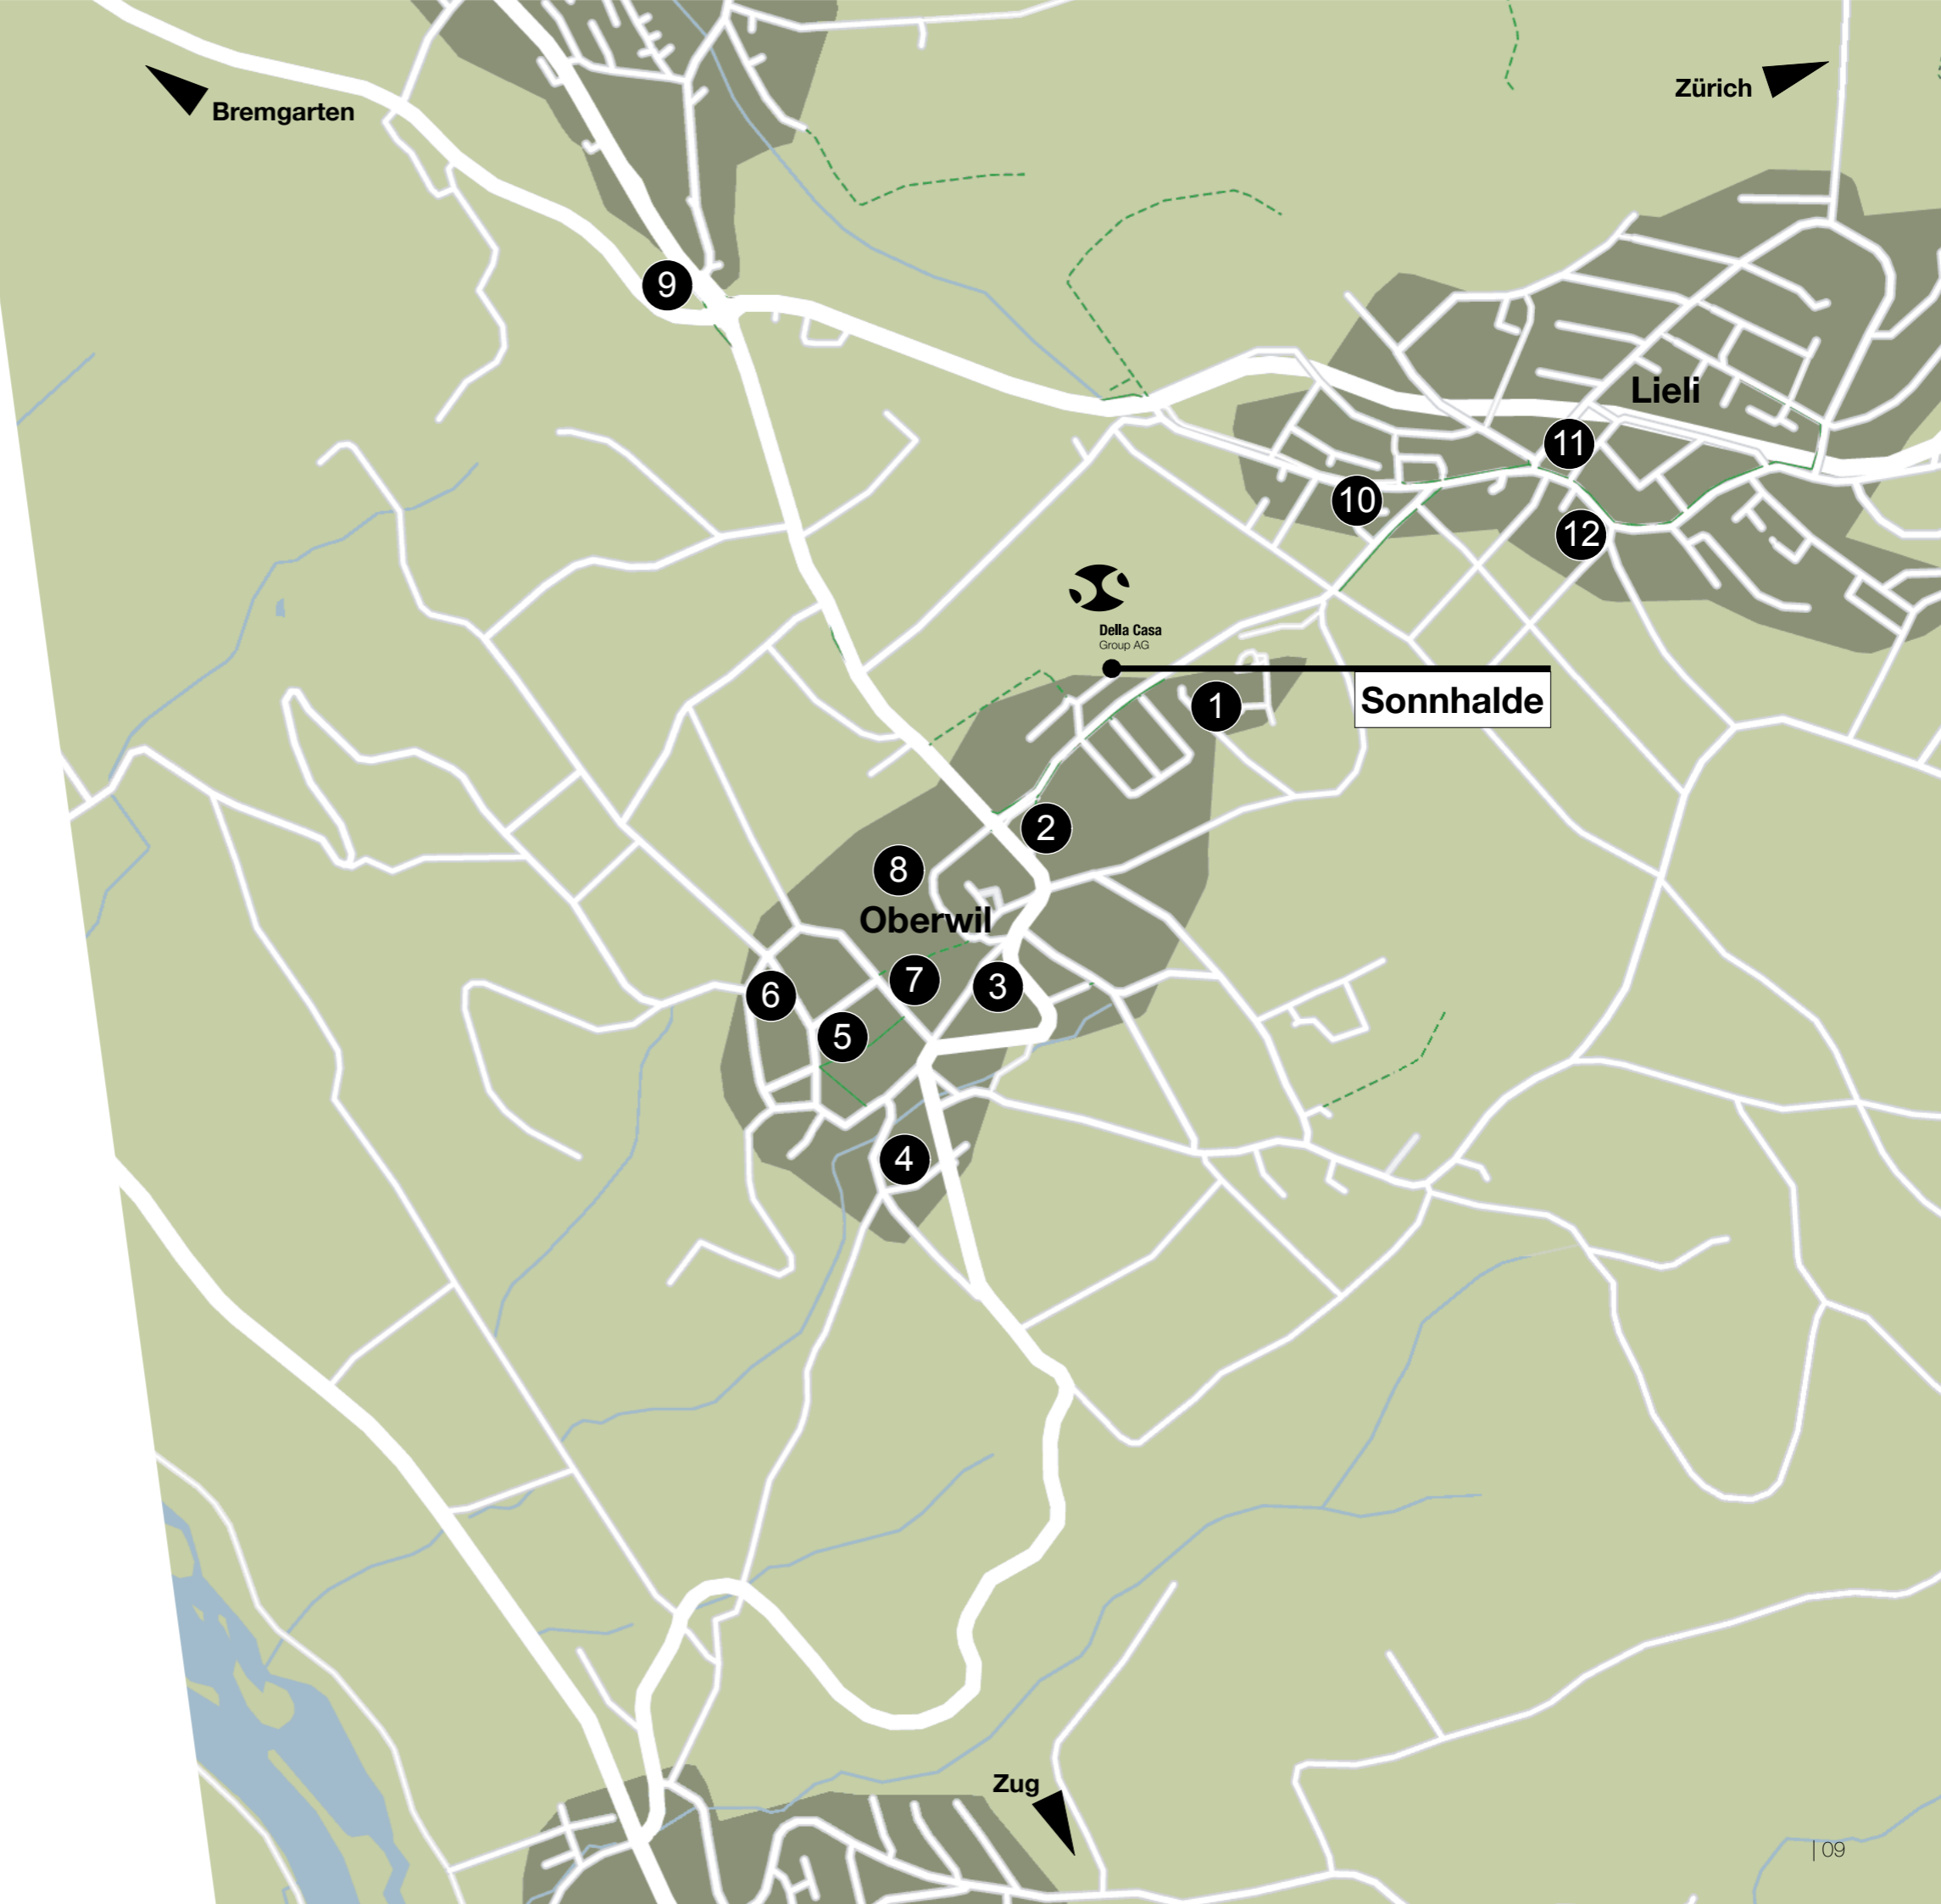 Bremgarten
Zürich
9
Lieli
11
10
12
Della Casa
Group AG
Sonnhalde
1
2
8
Oberwil
7
3
6
5
4
Zug
| 09